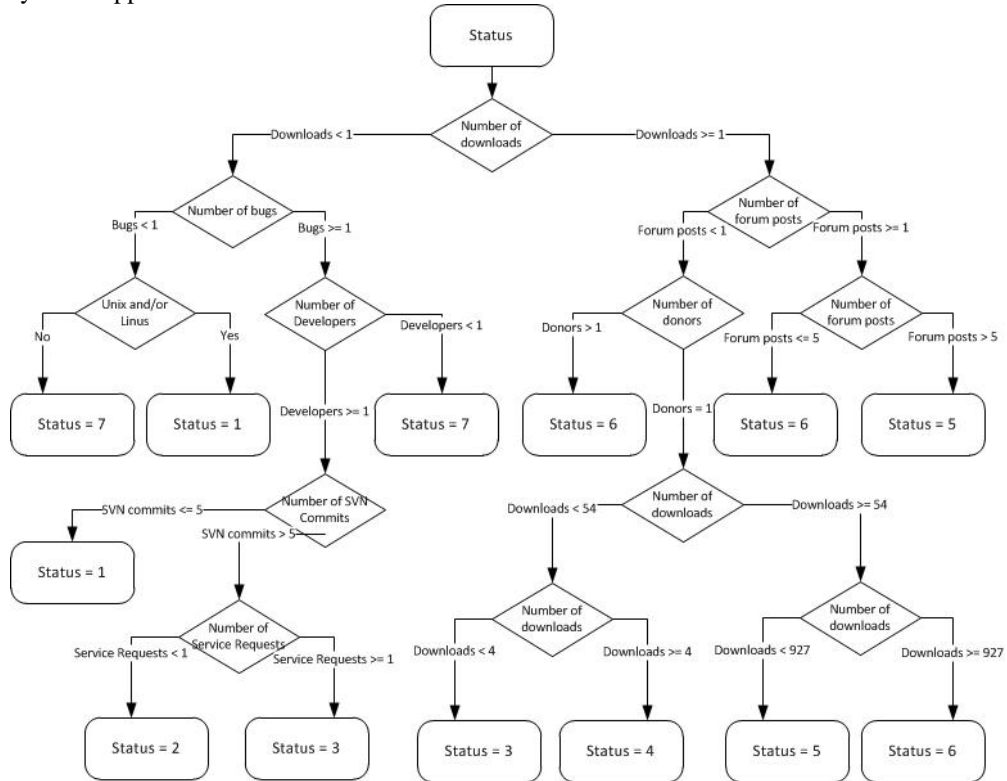 Status
Number of
downloads
Downloads < 1
Downloads >= 1
Number of bugs
Number of
forum posts
Bugs < 1
Bugs >= 1
Forum posts < 1
Forum posts >= 1
Unix and/or
Linus
Number of
Developers
Number of
donors
Number of
forum posts
No
Yes
Developers < 1
Donors > 1
Forum posts <= 5
Forum posts > 5
Status = 7
Status = 1
Developers >= 1
Status = 7
Status = 6
Donors = 1
Status = 6
Status = 5
Number of SVN
Commits
Number of
downloads
SVN commits <= 5
SVN commits > 5
Downloads < 54
Downloads >= 54
Status = 1
Number of
Service Requests
Number of
downloads
Number of
downloads
Service Requests < 1
Service Requests >= 1
Downloads < 4
Downloads >= 4
Downloads < 927
Downloads >= 927
Status = 2
Status = 3
Status = 3
Status = 4
Status = 5
Status = 6